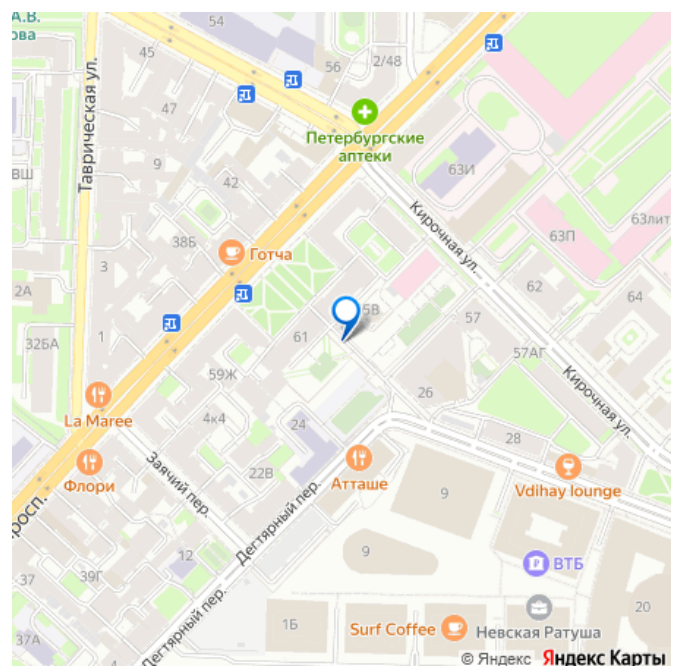 А.В.
ова
54
45
56
2/48
Таврическая ул.
47
Петербургские
аптеки
ВШ
9
42
63И
63лит
Кирочная ул.
63П
38Б
Готча
3
2А
62
64
5В
57
32БА
1
61
57АГ
59Ж
26
Кирочная ул.
La Maree
4к4
24
28
Флори
Заячий пер.
22В
Атташе
9
Vdihay lounge
росп.
Дегтярный пер.
12
9
ВТБ
37
39Г
20
1Б
Surf Coffee
Невская Ратуша
37А
Дегтярный пер.
© Яндекс Яндекс Карты